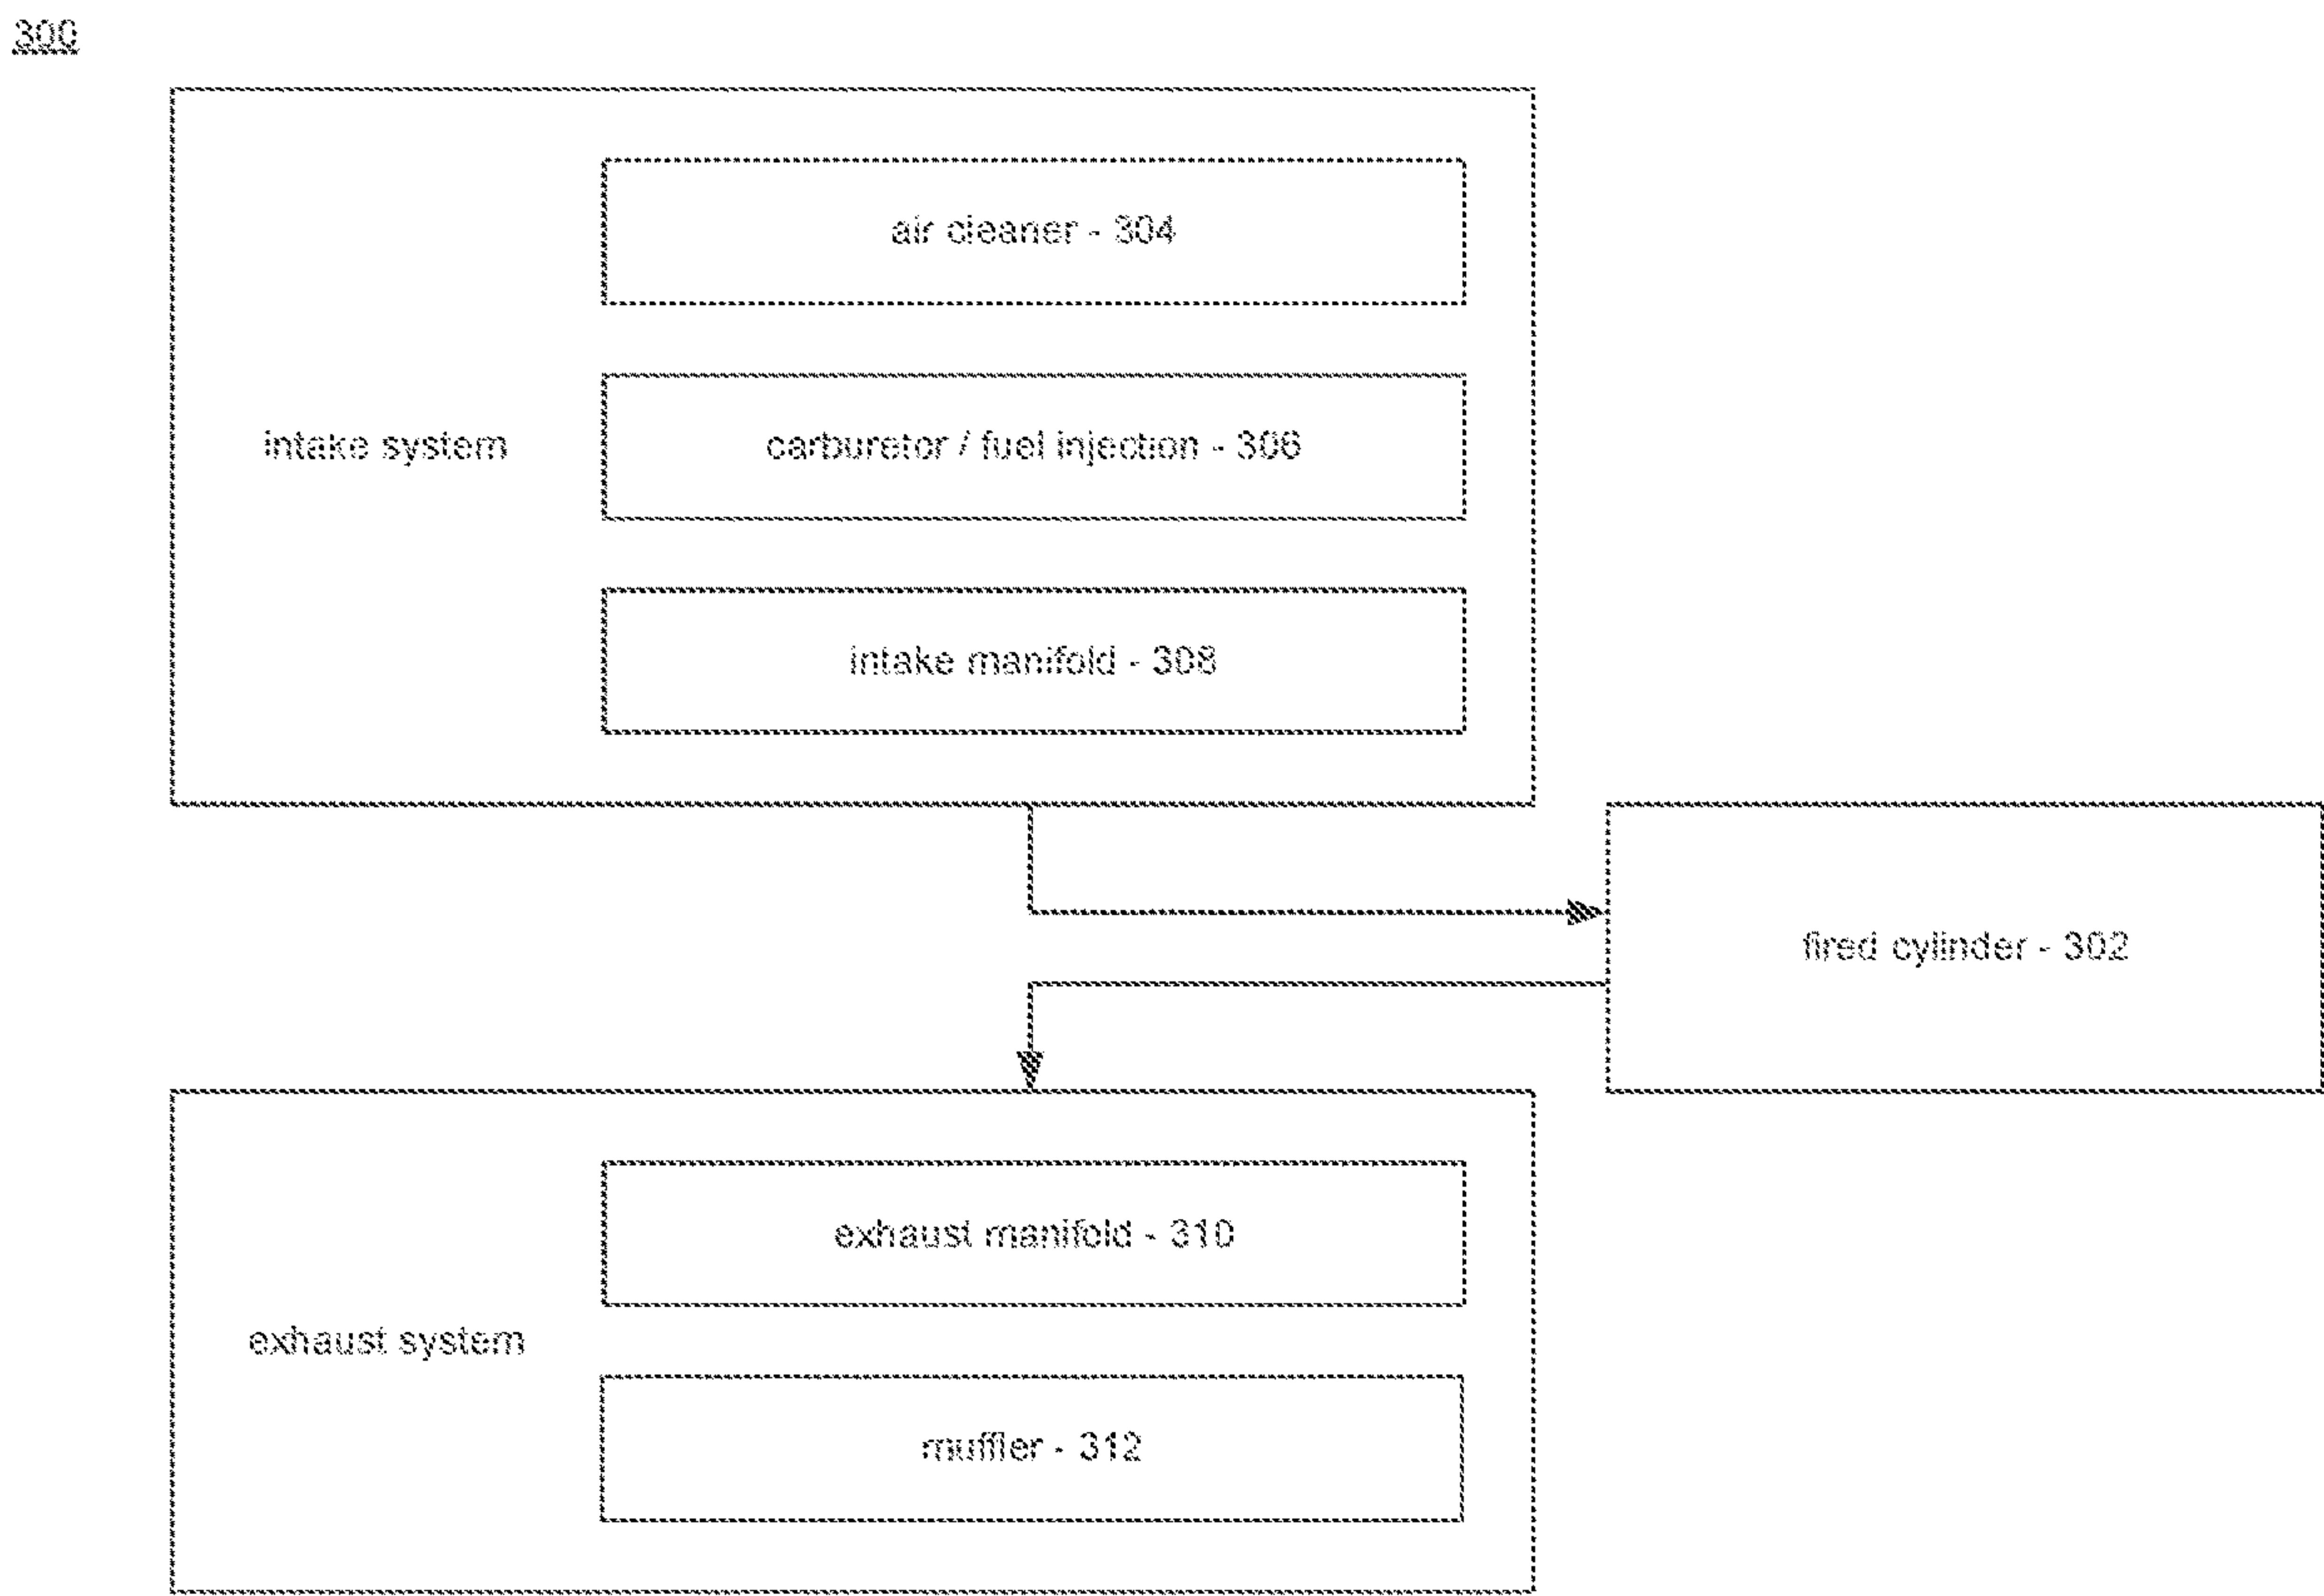 300
air cleaner - 304
intake system
carburetor / fuel injection - 306
intake manifold - 308
fired cylinder - 302
exhaust manifold - 310
exhaust system
muffler - 312